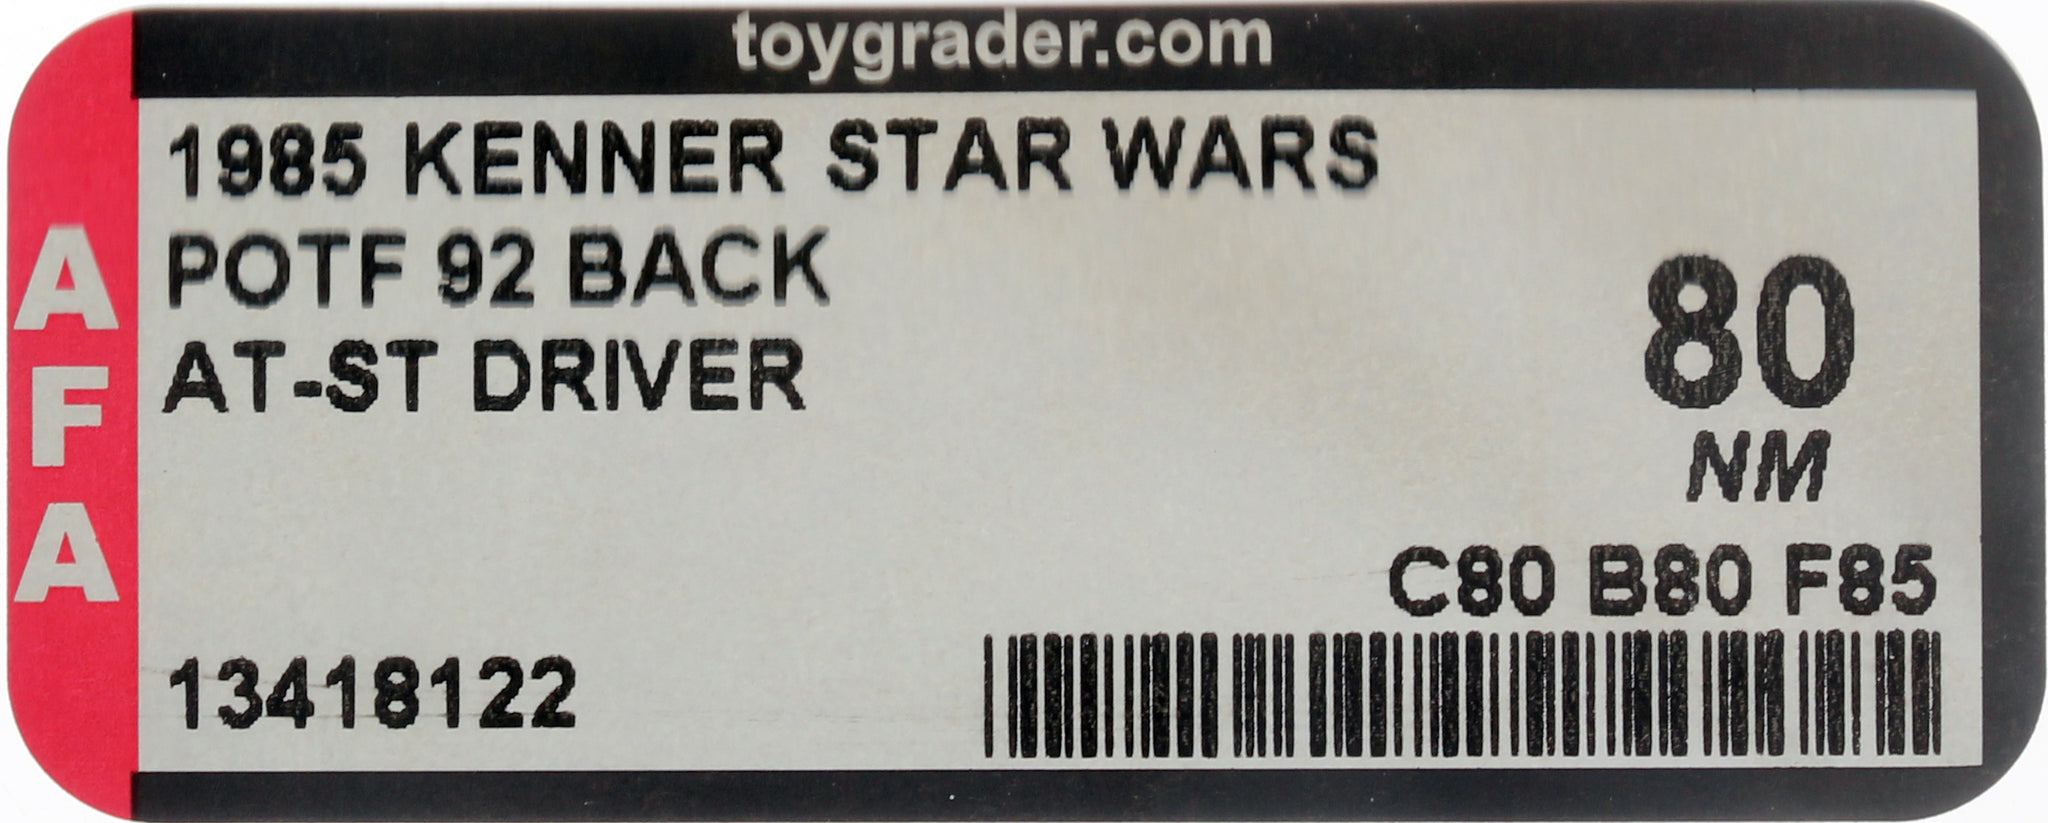 toygrader.com
AFA
1985 KENNER STAR WARS
POTF 92 BACK
AT-ST DRIVER
80
NM
C80 B80 F85
13418122